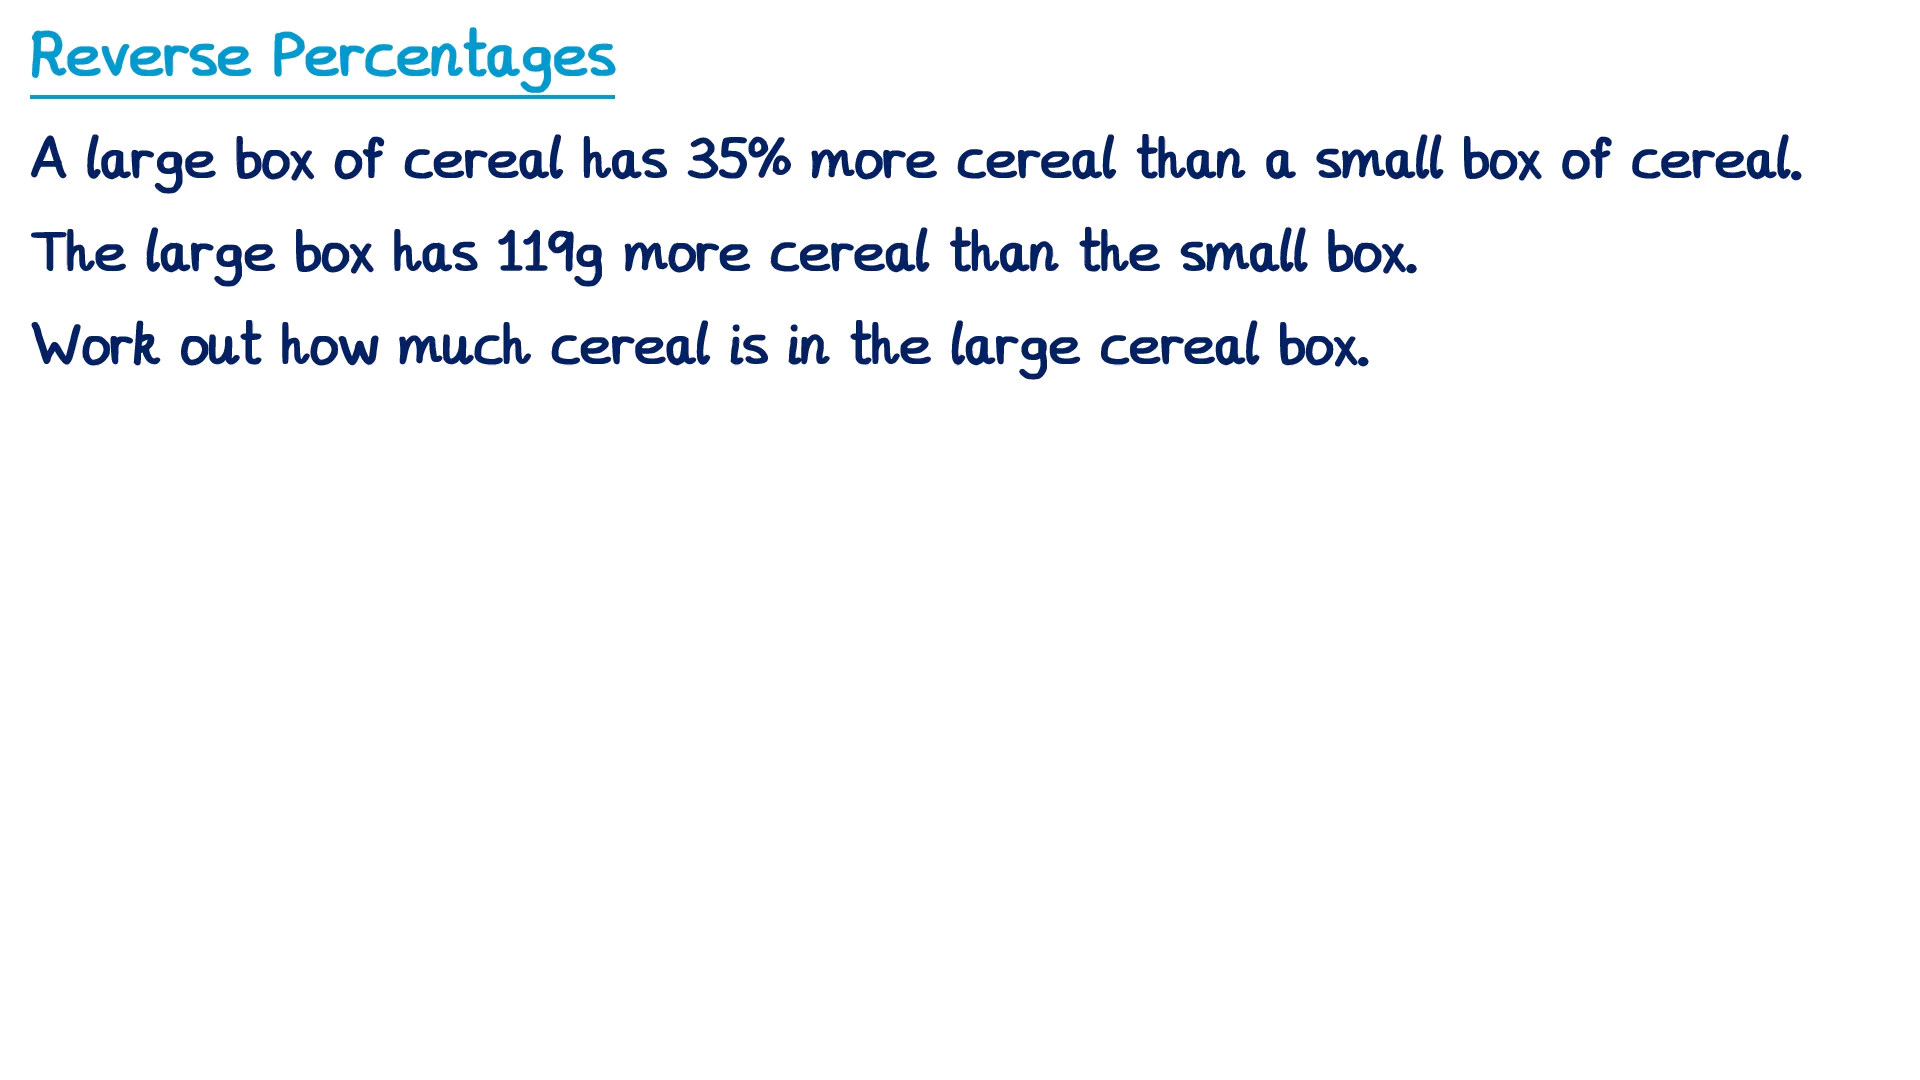 Reverse Percentages
A large box of cereal has 35% more cereal than a small box of cereal.
The large box has 119g more cereal than the small box.
Work out how much cereal is in the large cereal box.